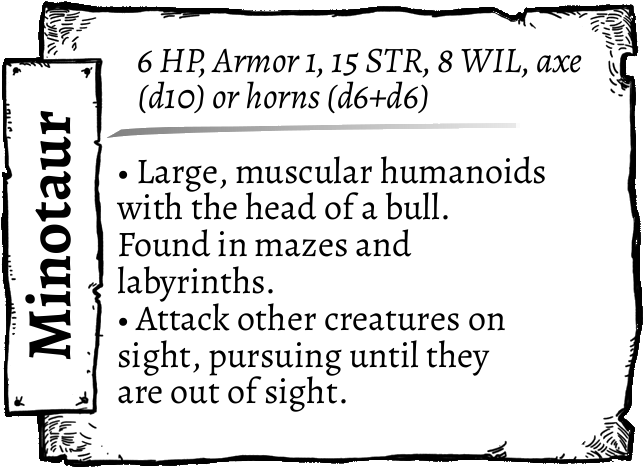 Minotaur
6 HP, Armor 1, 15 STR, 8 WIL, axe
(d10) or horns (d6+d6)
• Large, muscular humanoids
with the head of a bull.
Found in mazes and
labyrinths.
• Attack other creatures on
sight, pursuing until they
are out of sight.